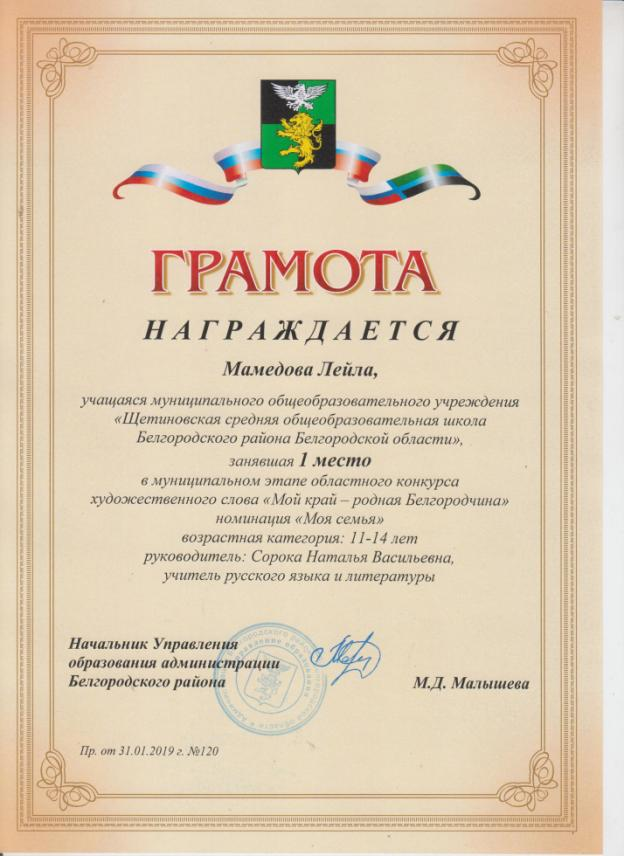 ГРАМОТА
НАГРАЖДАЕТСЯ
Мамедова Лейла,
учащаяся муниципального общеобразовательного учреждения
«Щетиновская средняя общеобразовательная школа
Белгородского района Белгородской области»,
занявшая 1 место
в муниципальном этапе областного конкурса
художественного слова «Мой край – родная Белгородчина»
номинация «Моя семья»
возрастная категория: 11-14 лет
руководитель: Сорока Наталья Васильевна,
учитель русского языка и литературы
Начальник Управления
образования администрации
Белгородского района
М.Д. Малышева
Пр. от 31.01.2019 г. №120